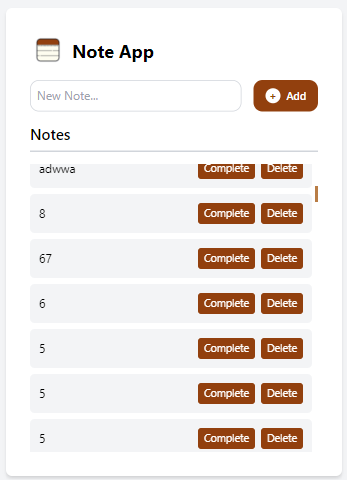 Note App
New Note...
+ Add
Notes
adwwa Complete Delete
8 Complete Delete
67 Complete Delete
6 Complete Delete
5 Complete Delete
5 Complete Delete
5 Complete Delete